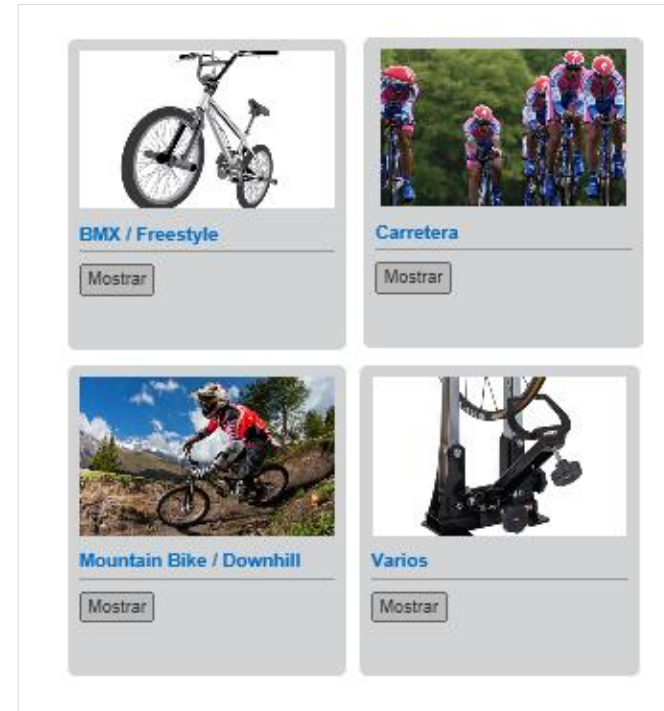 BMX / Freestyle
Mostrar
Carretera
Mostrar
Mountain Bike / Downhill
Mostrar
Varios
Mostrar